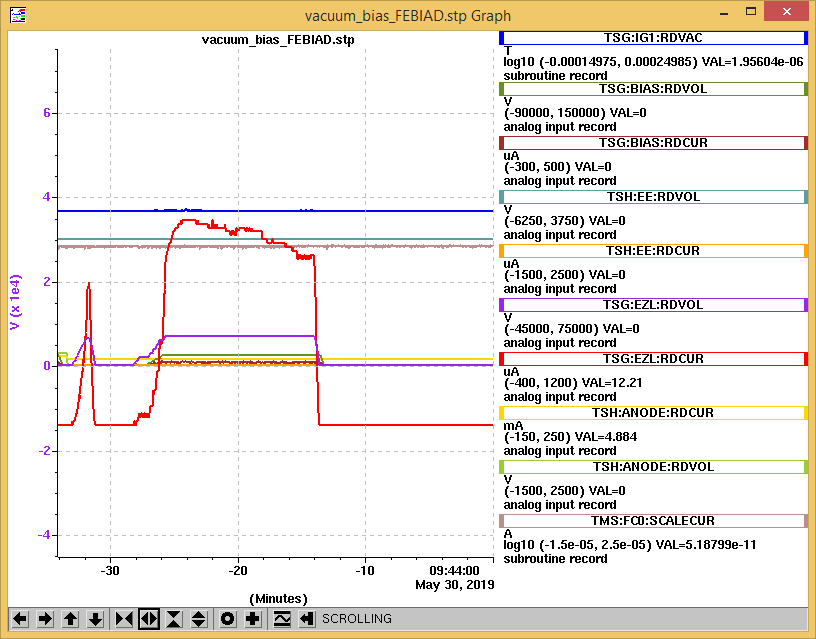 vacuum_bias_FEBIAD.stp Graph
vacuum_bias_FEBIAD.stp
V (x 1e4)
6
4
2
0
-2
-4
-30
-20
-10
09:44:00
May 30, 2019
(Minutes)
TSG:IG1:RDVAC
T
log10 (-0.00014975, 0.00024985) VAL=1.95604e-06
subroutine record
TSG:BIAS:RDVOL
V
(-90000, 150000) VAL=0
analog input record
TSG:BIAS:RDCUR
uA
(-300, 500) VAL=0
analog input record
TSH:EE:RDVOL
V
(-6250, 3750) VAL=0
analog input record
TSH:EE:RDCUR
uA
(-1500, 2500) VAL=0
analog input record
TSG:EZL:RDVOL
V
(-45000, 75000) VAL=0
analog input record
TSG:EZL:RDCUR
uA
(-400, 1200) VAL=12.21
analog input record
TSH:ANODE:RDCUR
mA
(-150, 250) VAL=4.884
analog input record
TSH:ANODE:RDVOL
V
(-1500, 2500) VAL=0
analog input record
TMS:FC0:SCALECUR
A
log10 (-1.5e-05, 2.5e-05) VAL=5.18799e-11
subroutine record
SCROLLING